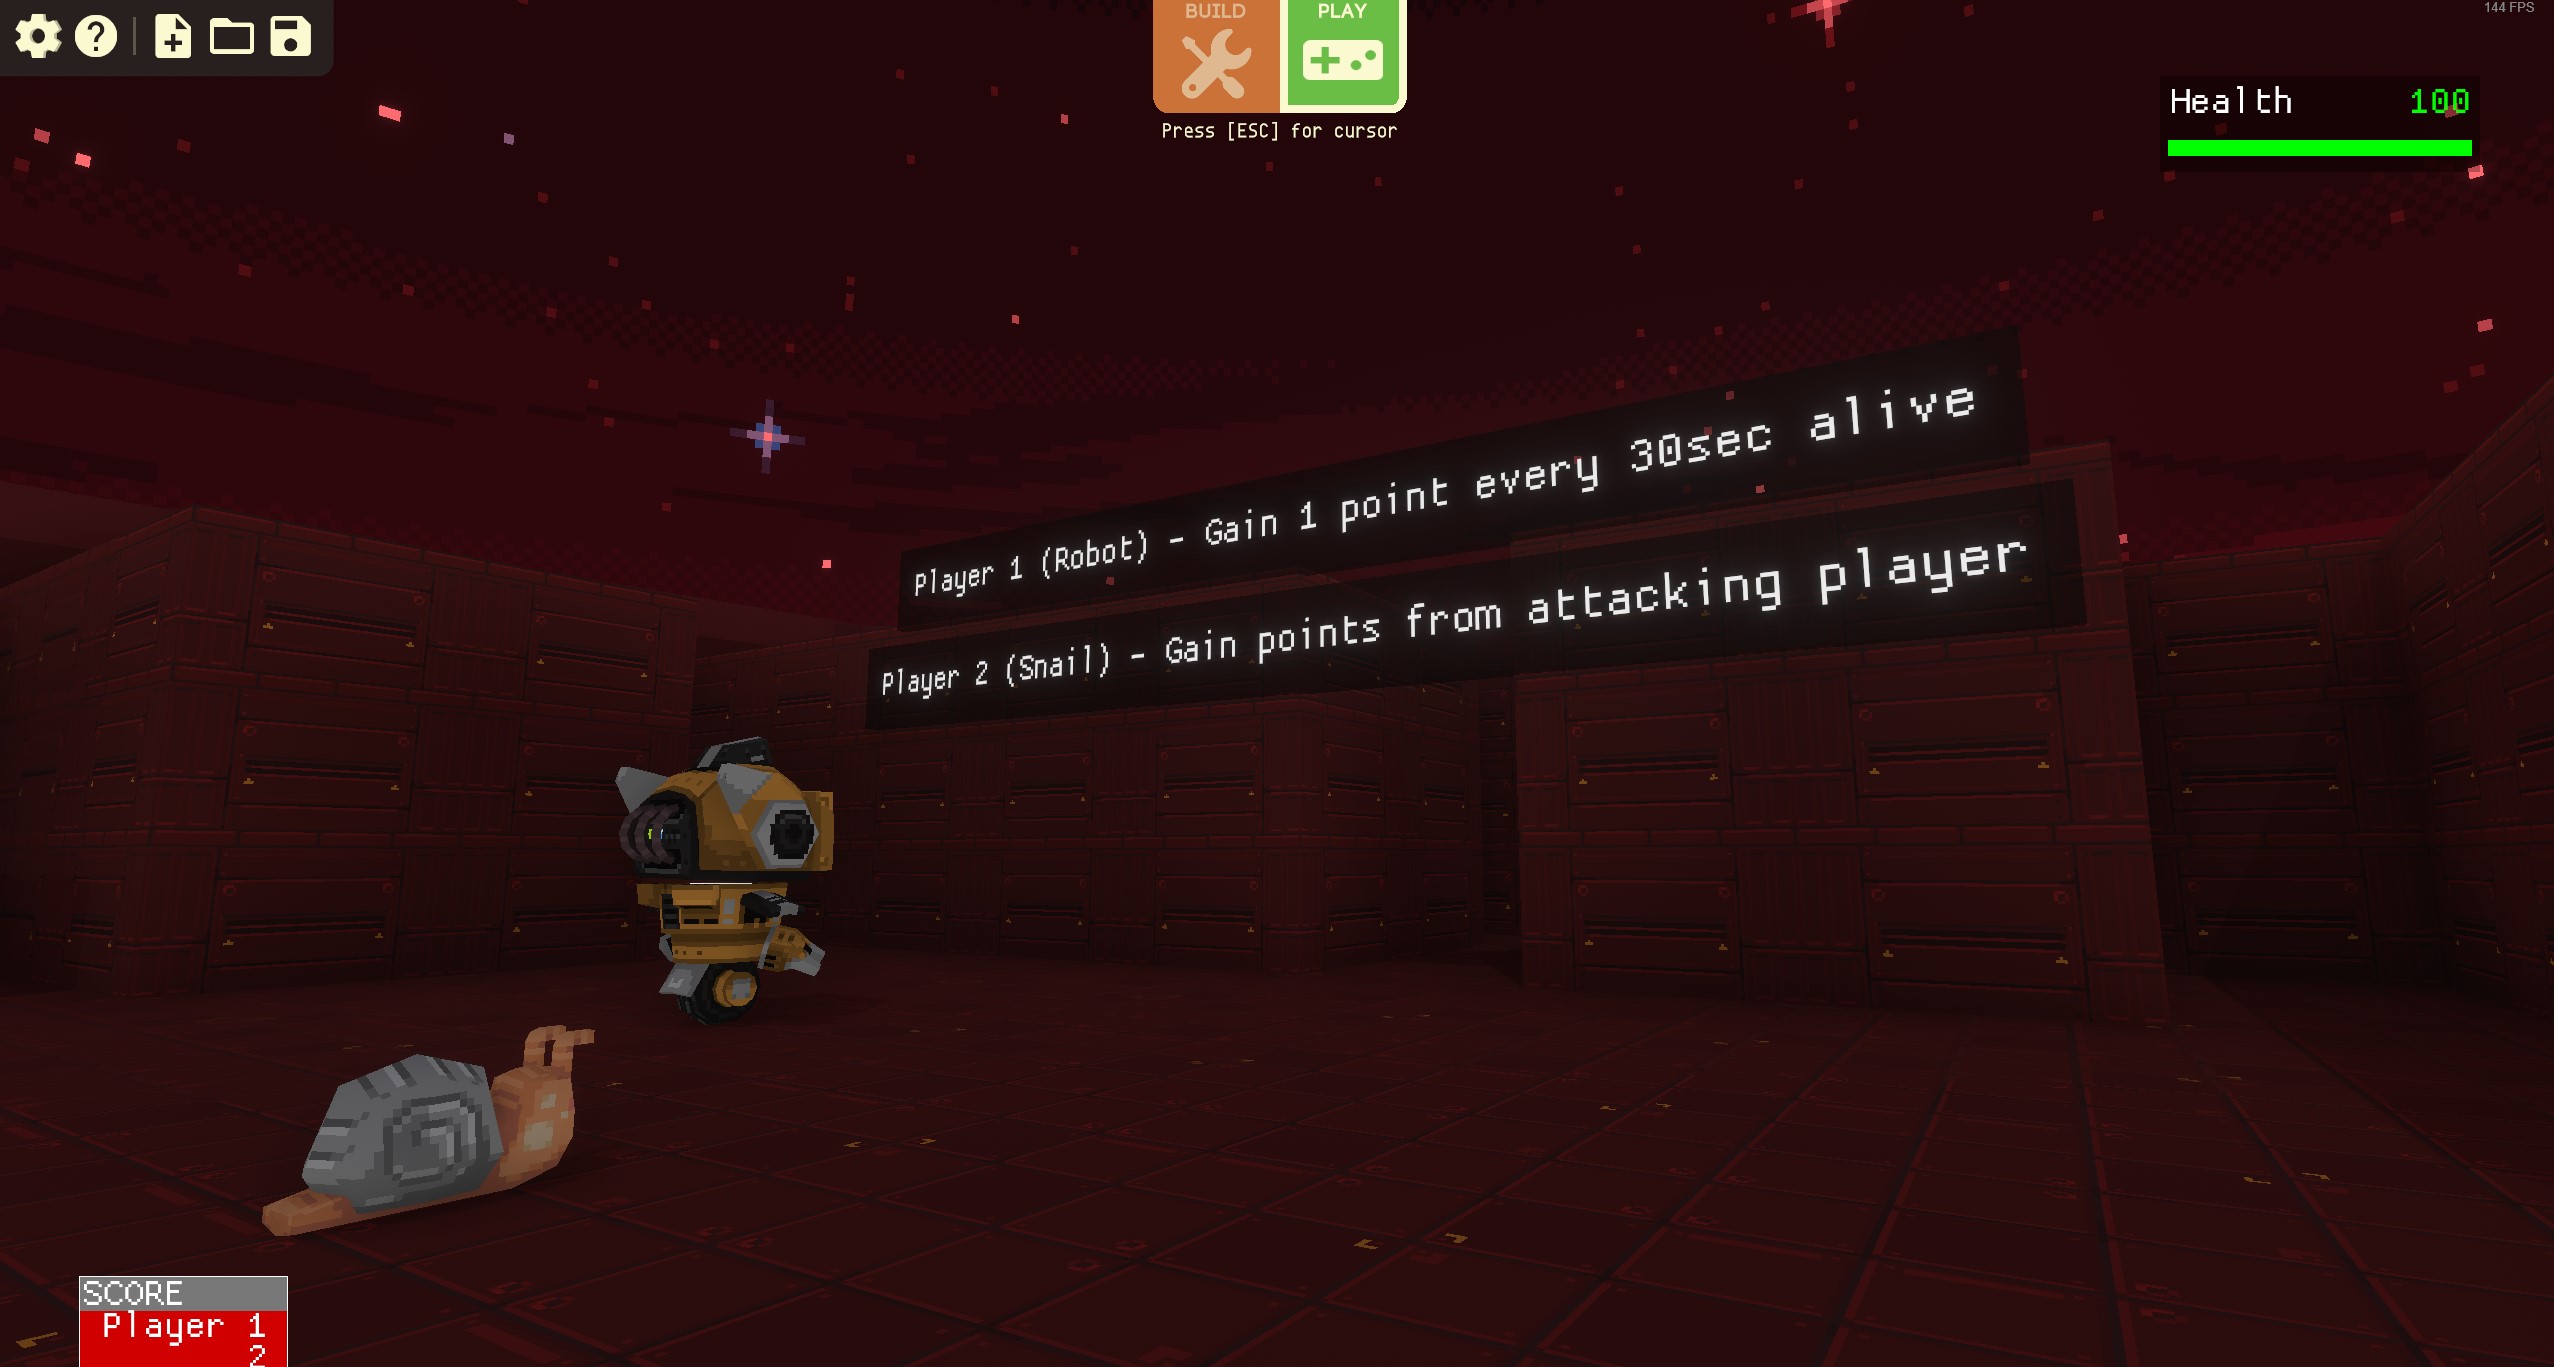 BUILD PLAY
144 FPS
Health 100
Press [ESC] for cursor
Player 1 (Robot) - Gain 1 point every 30sec alive
Player 2 (Snail) - Gain points from attacking player
SCORE
Player 1
2